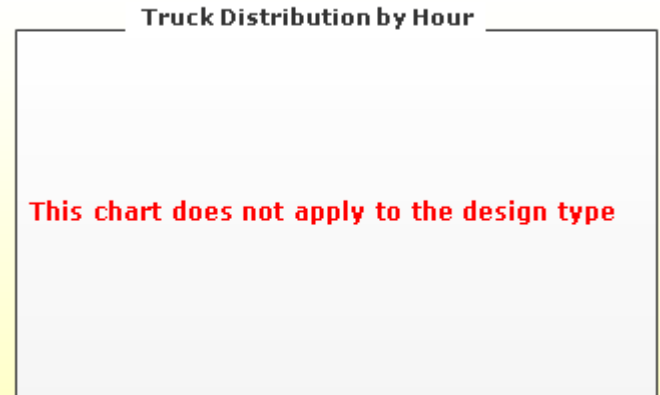 Truck Distribution by Hour
This chart does not apply to the design type